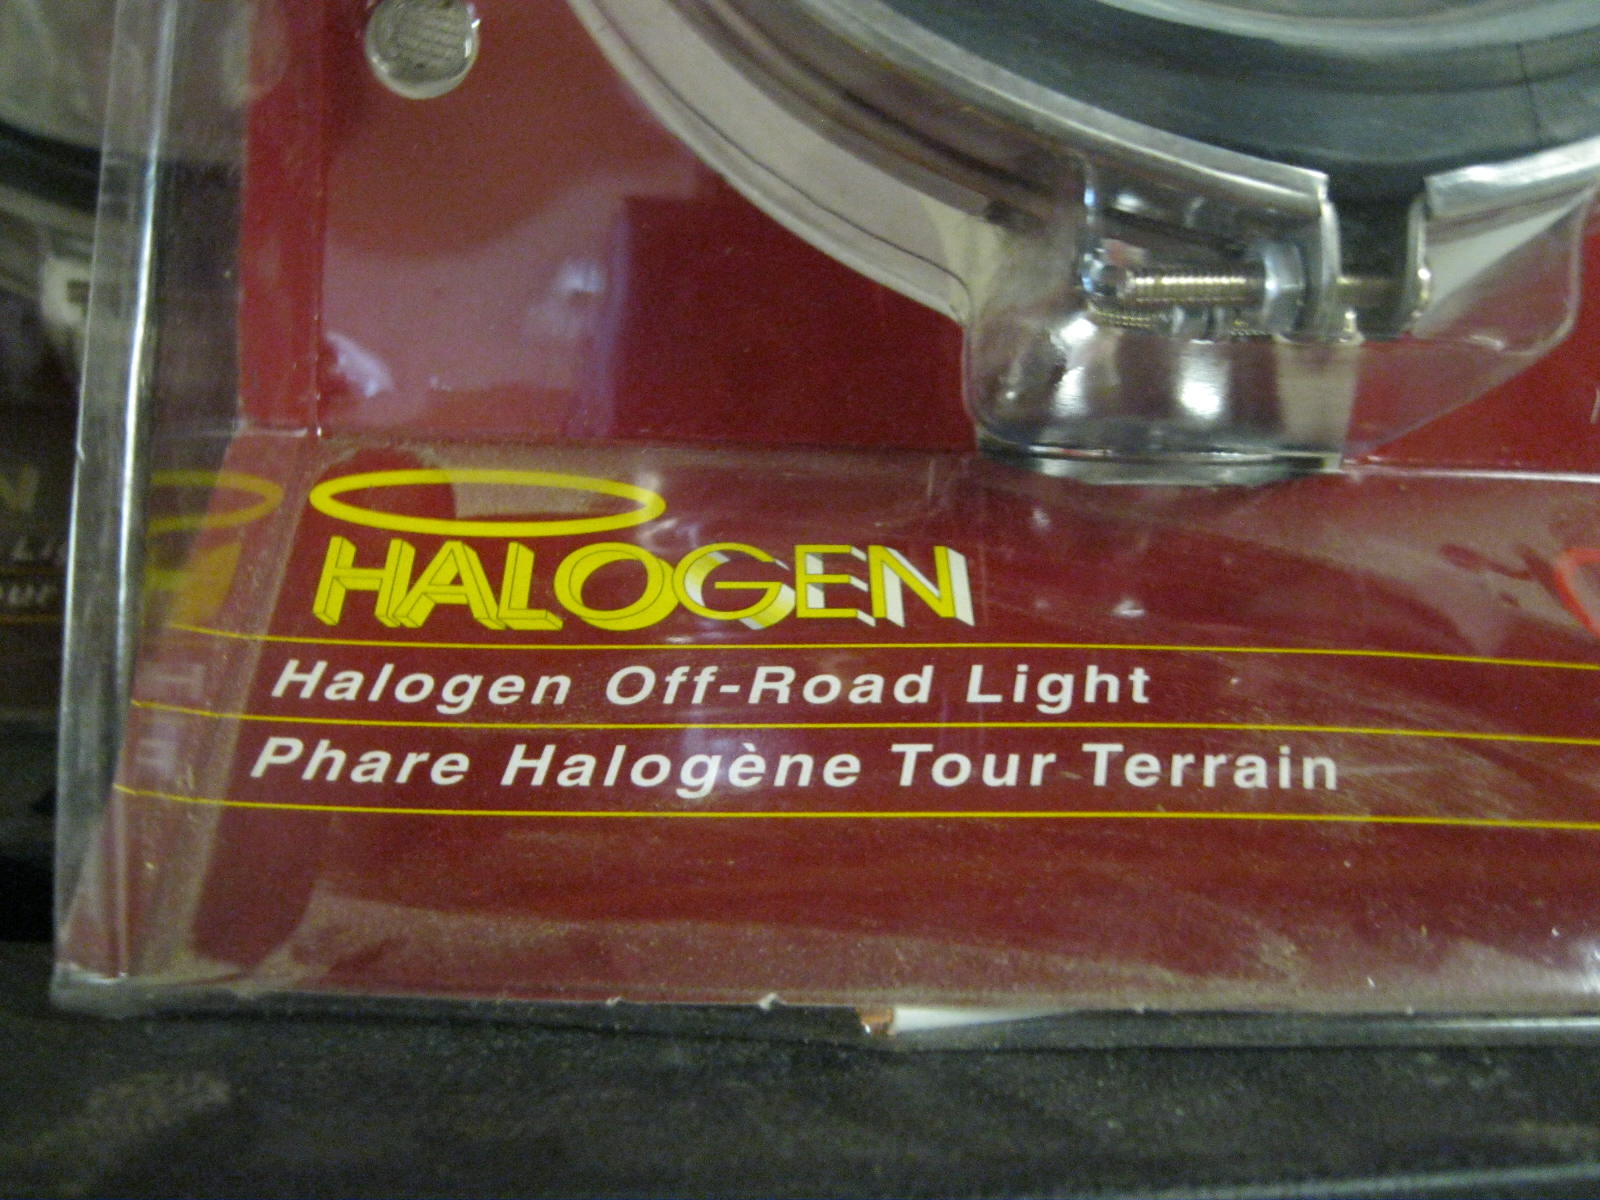 HALOGEN
Halogen Off-Road Light
Phare Halogène Tour Terrain